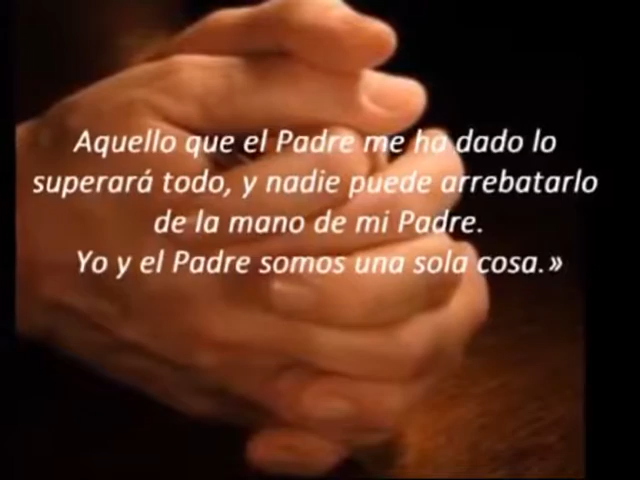 Aquello que el Padre me ha dado lo
superará todo, y nadie puede arrebatarlo
de la mano de mi Padre.
Yo y el Padre somos una sola cosa.»